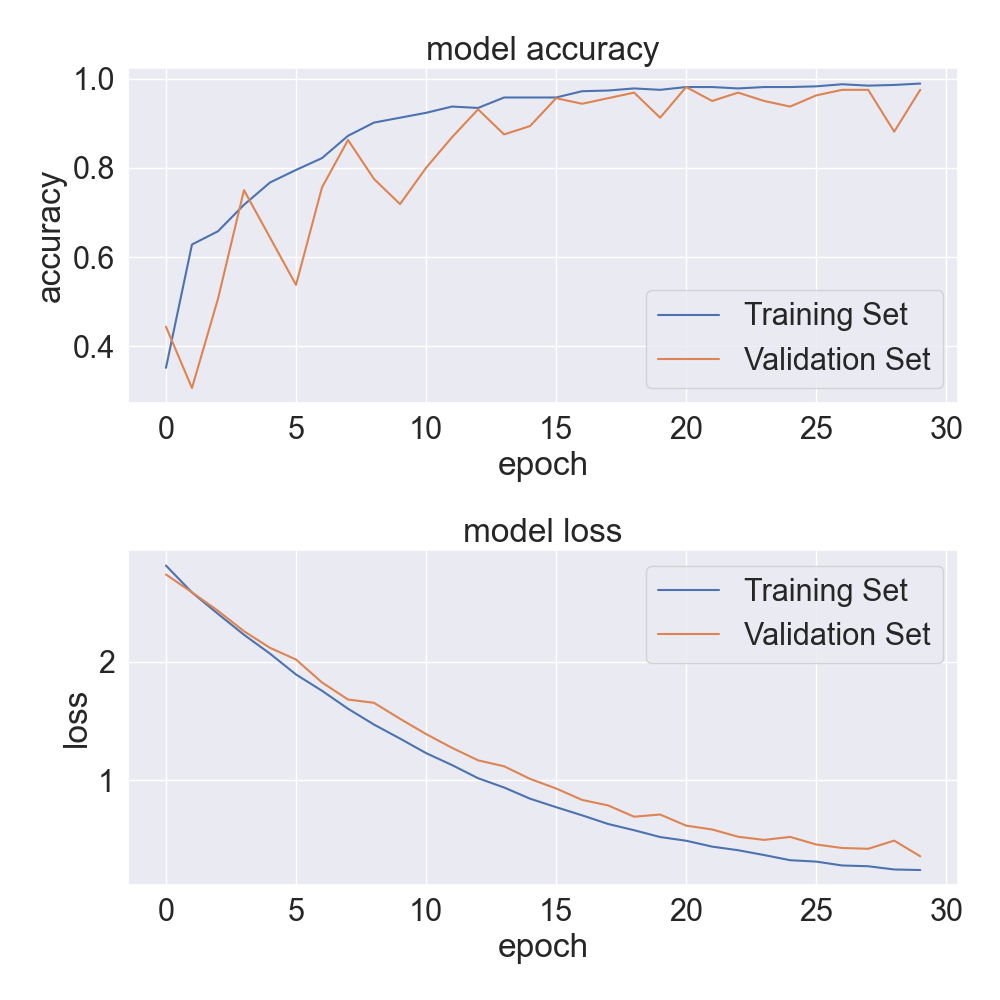 model accuracy
1.0
0.8
0.6
0.4
accuracy
Training Set
Validation Set
0 5 10 15 20 25 30
epoch
model loss
Training Set
Validation Set
2
1
loss
0 5 10 15 20 25 30
epoch